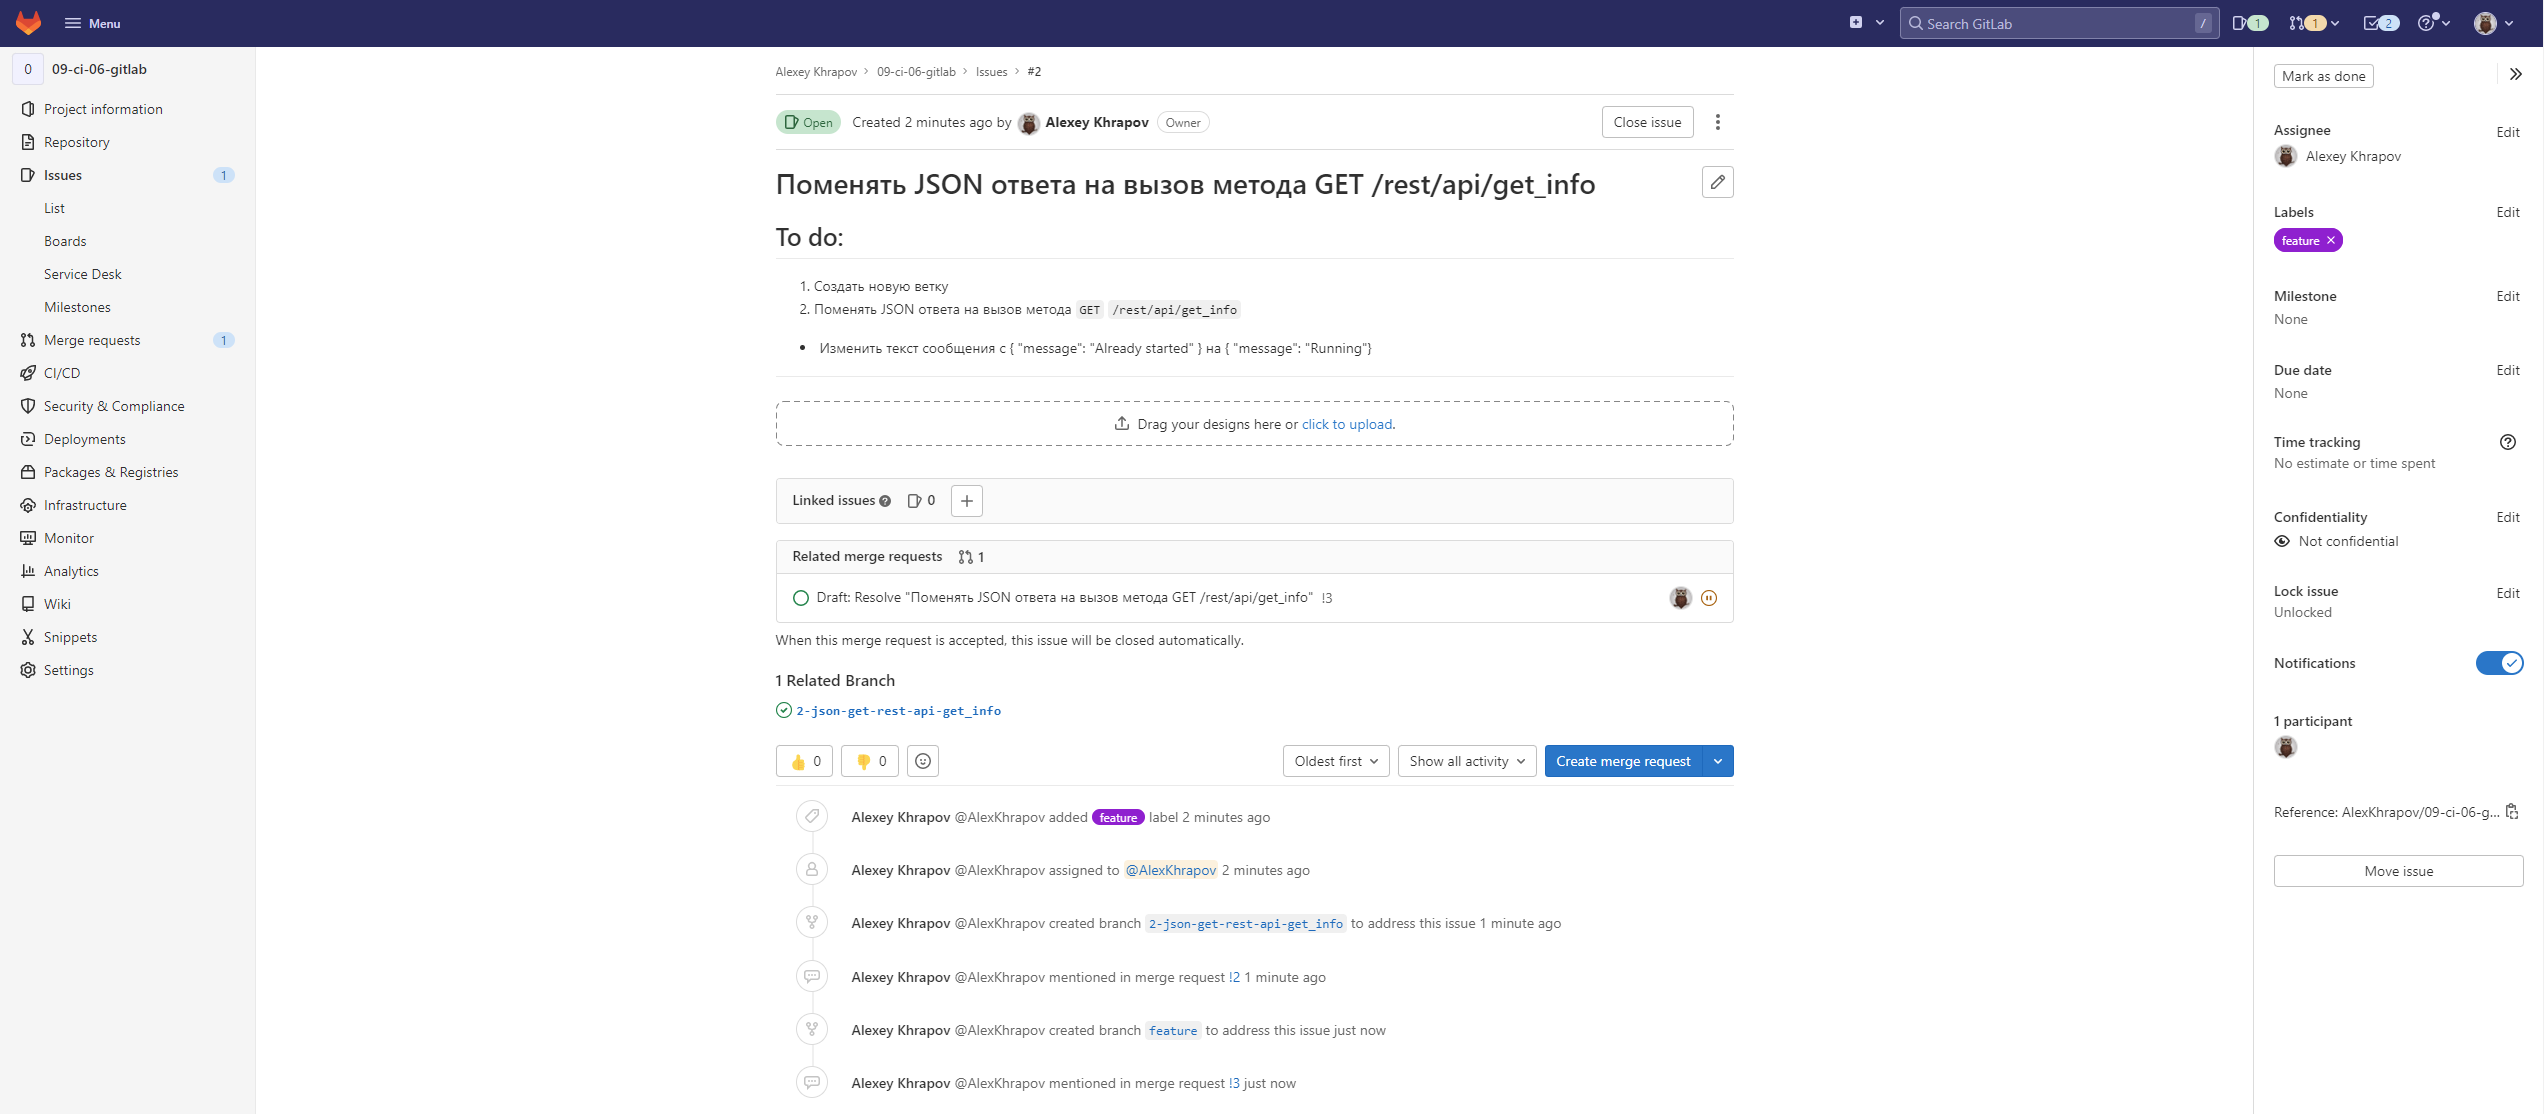 Menu
Search GitLab
/
1
1
2
0 09-ci-06-gitlab
Project information
Repository
Issues 1
List
Boards
Service Desk
Milestones
Merge requests 1
CI/CD
Security & Compliance
Deployments
Packages & Registries
Infrastructure
Monitor
Analytics
Wiki
Snippets
Settings
Alexey Khrapov › 09-ci-06-gitlab › Issues › #2
Open Created 2 minutes ago by Alexey Khrapov Owner
Close issue
Поменять JSON ответа на вызов метода GET /rest/api/get_info
To do:
1. Создать новую ветку
2. Поменять JSON ответа на вызов метода GET /rest/api/get_info
• Изменить текст сообщения с { "message": "Already started" } на { "message": "Running"}
Drag your designs here or click to upload.
Linked issues 0
Related merge requests 1
Draft: Resolve "Поменять JSON ответа на вызов метода GET /rest/api/get_info" !3
When this merge request is accepted, this issue will be closed automatically.
1 Related Branch
2-json-get-rest-api-get_info
0 0
Oldest first Show all activity Create merge request
Alexey Khrapov @AlexKhrapov added feature label 2 minutes ago
Alexey Khrapov @AlexKhrapov assigned to @AlexKhrapov 2 minutes ago
Alexey Khrapov @AlexKhrapov created branch 2-json-get-rest-api-get_info to address this issue 1 minute ago
Alexey Khrapov @AlexKhrapov mentioned in merge request !2 1 minute ago
Alexey Khrapov @AlexKhrapov created branch feature to address this issue just now
Alexey Khrapov @AlexKhrapov mentioned in merge request !3 just now
Mark as done
Assignee Edit
Alexey Khrapov
Labels Edit
feature
Milestone Edit
None
Due date Edit
None
Time tracking
No estimate or time spent
Confidentiality Edit
Not confidential
Lock issue Edit
Unlocked
Notifications
1 participant
Reference: AlexKhrapov/09-ci-06-g...
Move issue